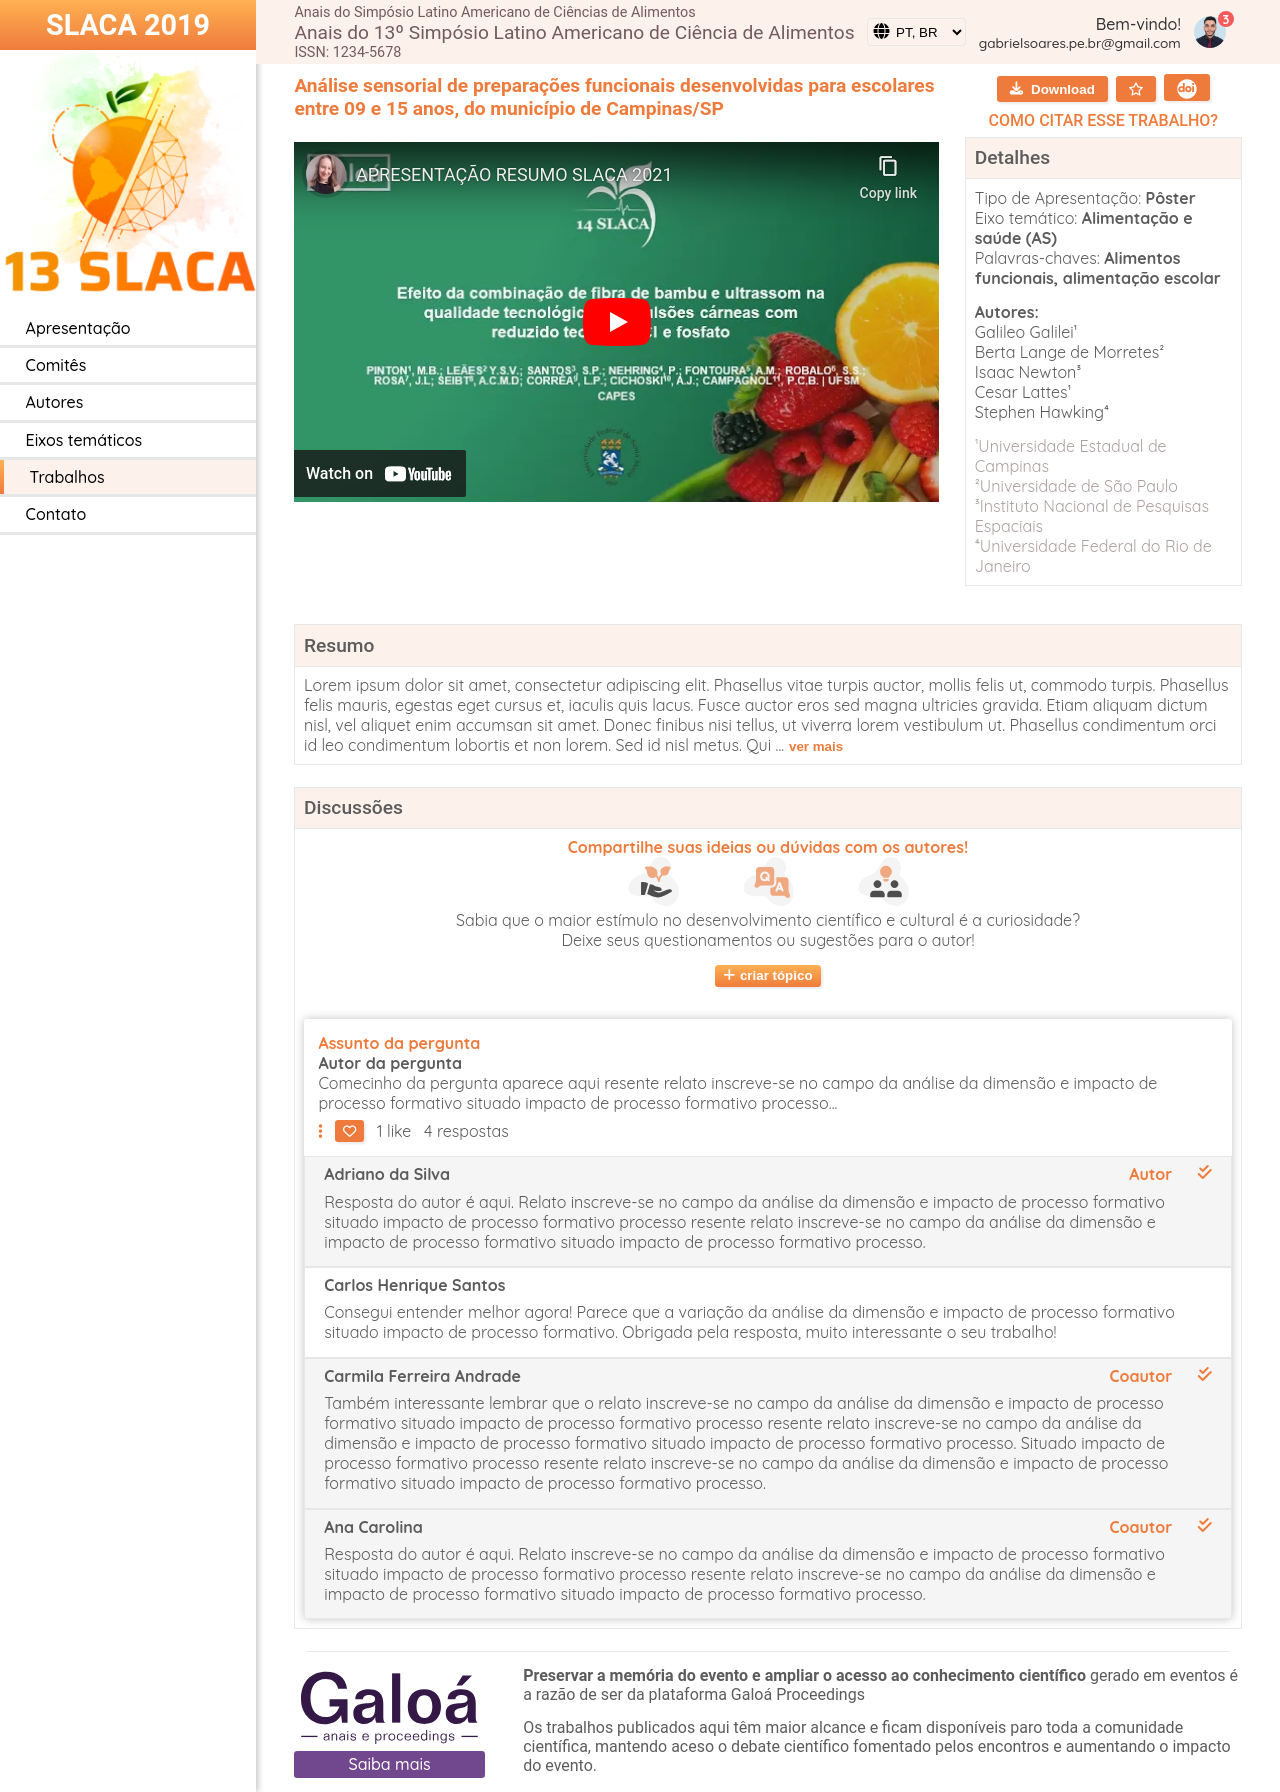 SLACA 2019
13 SLACA
Apresentação
Comitês
Autores
Eixos temáticos
Trabalhos
Contato
Anais do Simpósio Latino Americano de Ciências de Alimentos
Anais do 13º Simpósio Latino Americano de Ciência de Alimentos
ISSN: 1234-5678
PT, BR
Bem-vindo!
gabrielsoares.pe.br@gmail.com
3
Análise sensorial de preparações funcionais desenvolvidas para escolares
entre 09 e 15 anos, do município de Campinas/SP
APRESENTAÇÃO RESUMO SLACA 2021
Copy link
14 SLACA
Efeito da combinação de fibra de bambu e ultrassom na
qualidade tecnológica
ulsões cárneas com
reduzido
e fosfato
PINTON¹, M.B.; LEÃES² Y.S.V.; SANTOS³, S.P.; NEHRING⁴, P.; FONTOURA⁵, A.M.; ROBALO⁶, S.S.;
CAPES
Watch on YouTube
Download
doi
COMO CITAR ESSE TRABALHO?
Detalhes
Tipo de Apresentação: Pôster
Eixo temático: Alimentação e
saúde (AS)
Palavras-chaves: Alimentos
funcionais, alimentação escolar
Autores:
Galileo Galilei¹
Berta Lange de Morretes²
Isaac Newton³
Cesar Lattes¹
Stephen Hawking⁴
¹Universidade Estadual de
Campinas
²Universidade de São Paulo
³Instituto Nacional de Pesquisas
Espaciais
⁴Universidade Federal do Rio de
Janeiro
Resumo
Lorem ipsum dolor sit amet, consectetur adipiscing elit. Phasellus vitae turpis auctor, mollis felis ut, commodo turpis. Phasellus
felis mauris, egestas eget cursus et, iaculis quis lacus. Fusce auctor eros sed magna ultricies gravida. Etiam aliquam dictum
nisl, vel aliquet enim accumsan sit amet. Donec finibus nisi tellus, ut viverra lorem vestibulum ut. Phasellus condimentum orci
id leo condimentum lobortis et non lorem. Sed id nisl metus. Qui ... ver mais
Discussões
Compartilhe suas ideias ou dúvidas com os autores!
Q A
Sabia que o maior estímulo no desenvolvimento científico e cultural é a curiosidade?
Deixe seus questionamentos ou sugestões para o autor!
+ criar tópico
Assunto da pergunta
Autor da pergunta
Comecinho da pergunta aparece aqui resente relato inscreve-se no campo da análise da dimensão e impacto de
processo formativo situado impacto de processo formativo processo...
1 like 4 respostas
Adriano da Silva Autor
Resposta do autor é aqui. Relato inscreve-se no campo da análise da dimensão e impacto de processo formativo
situado impacto de processo formativo processo resente relato inscreve-se no campo da análise da dimensão e
impacto de processo formativo situado impacto de processo formativo processo.
Carlos Henrique Santos
Consegui entender melhor agora! Parece que a variação da análise da dimensão e impacto de processo formativo
situado impacto de processo formativo. Obrigada pela resposta, muito interessante o seu trabalho!
Carmila Ferreira Andrade Coautor
Também interessante lembrar que o relato inscreve-se no campo da análise da dimensão e impacto de processo
formativo situado impacto de processo formativo processo resente relato inscreve-se no campo da análise da
dimensão e impacto de processo formativo situado impacto de processo formativo processo. Situado impacto de
processo formativo processo resente relato inscreve-se no campo da análise da dimensão e impacto de processo
formativo situado impacto de processo formativo processo.
Ana Carolina Coautor
Resposta do autor é aqui. Relato inscreve-se no campo da análise da dimensão e impacto de processo formativo
situado impacto de processo formativo processo resente relato inscreve-se no campo da análise da dimensão e
impacto de processo formativo situado impacto de processo formativo processo.
Galoá
anais e proceedings
Saiba mais
Preservar a memória do evento e ampliar o acesso ao conhecimento científico gerado em eventos é
a razão de ser da plataforma Galoá Proceedings
Os trabalhos publicados aqui têm maior alcance e ficam disponíveis paro toda a comunidade
científica, mantendo aceso o debate científico fomentado pelos encontros e aumentando o impacto
do evento.